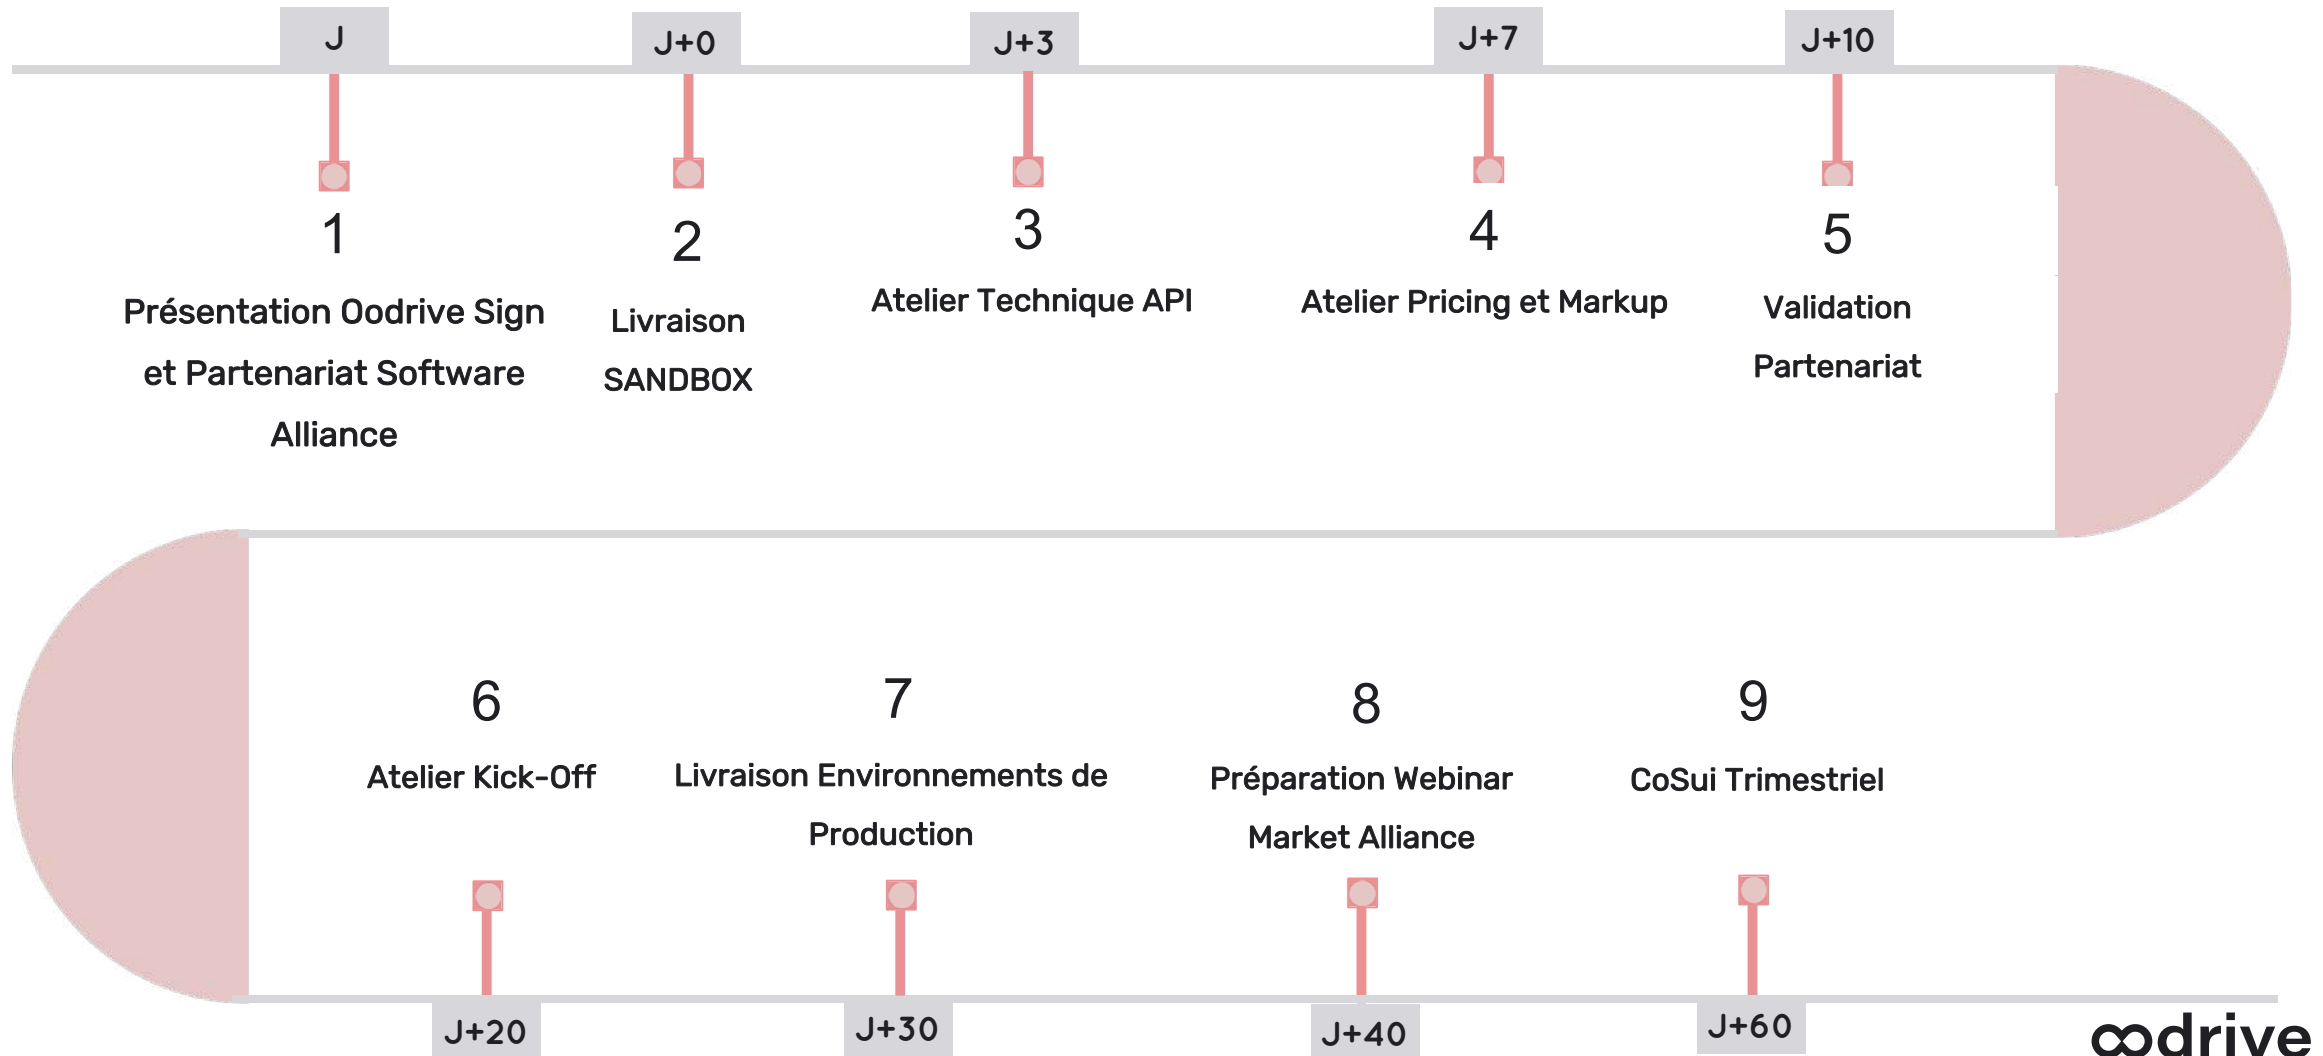 J
J+0
J+3
J+7
J+10
1
Présentation Oodrive Sign
et Partenariat Software
Alliance
2
Livraison
SANDBOX
3
Atelier Technique API
4
Atelier Pricing et Markup
5
Validation
Partenariat
6
Atelier Kick-Off
7
Livraison Environnements de
Production
8
Préparation Webinar
Market Alliance
9
CoSui Trimestriel
J+20
J+30
J+40
J+60
oodrive